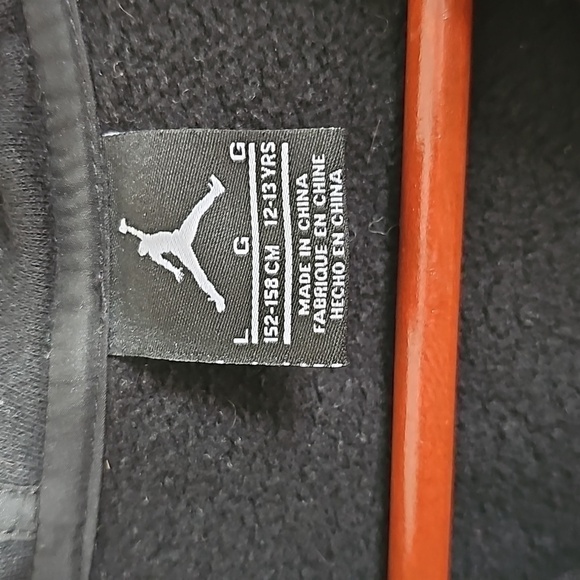 L G G
152-158 CM 12-13 YRS
MADE IN CHINA
FABRIQUE EN CHINE
HECHO EN CHINA